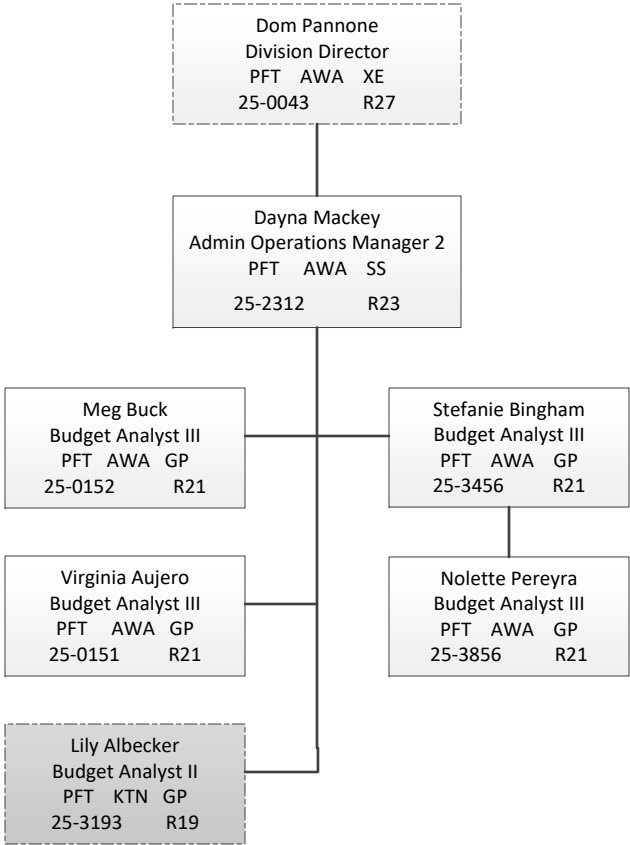 Dom Pannone
Division Director
PFT AWA XE
25-0043 R27
Dayna Mackey
Admin Operations Manager 2
PFT AWA SS
25-2312 R23
Meg Buck
Budget Analyst III
PFT AWA GP
25-0152 R21
Stefanie Bingham
Budget Analyst III
PFT AWA GP
25-3456 R21
Virginia Aujero
Budget Analyst III
PFT AWA GP
25-0151 R21
Nolette Pereyra
Budget Analyst III
PFT AWA GP
25-3856 R21
Lily Albecker
Budget Analyst II
PFT KTN GP
25-3193 R19